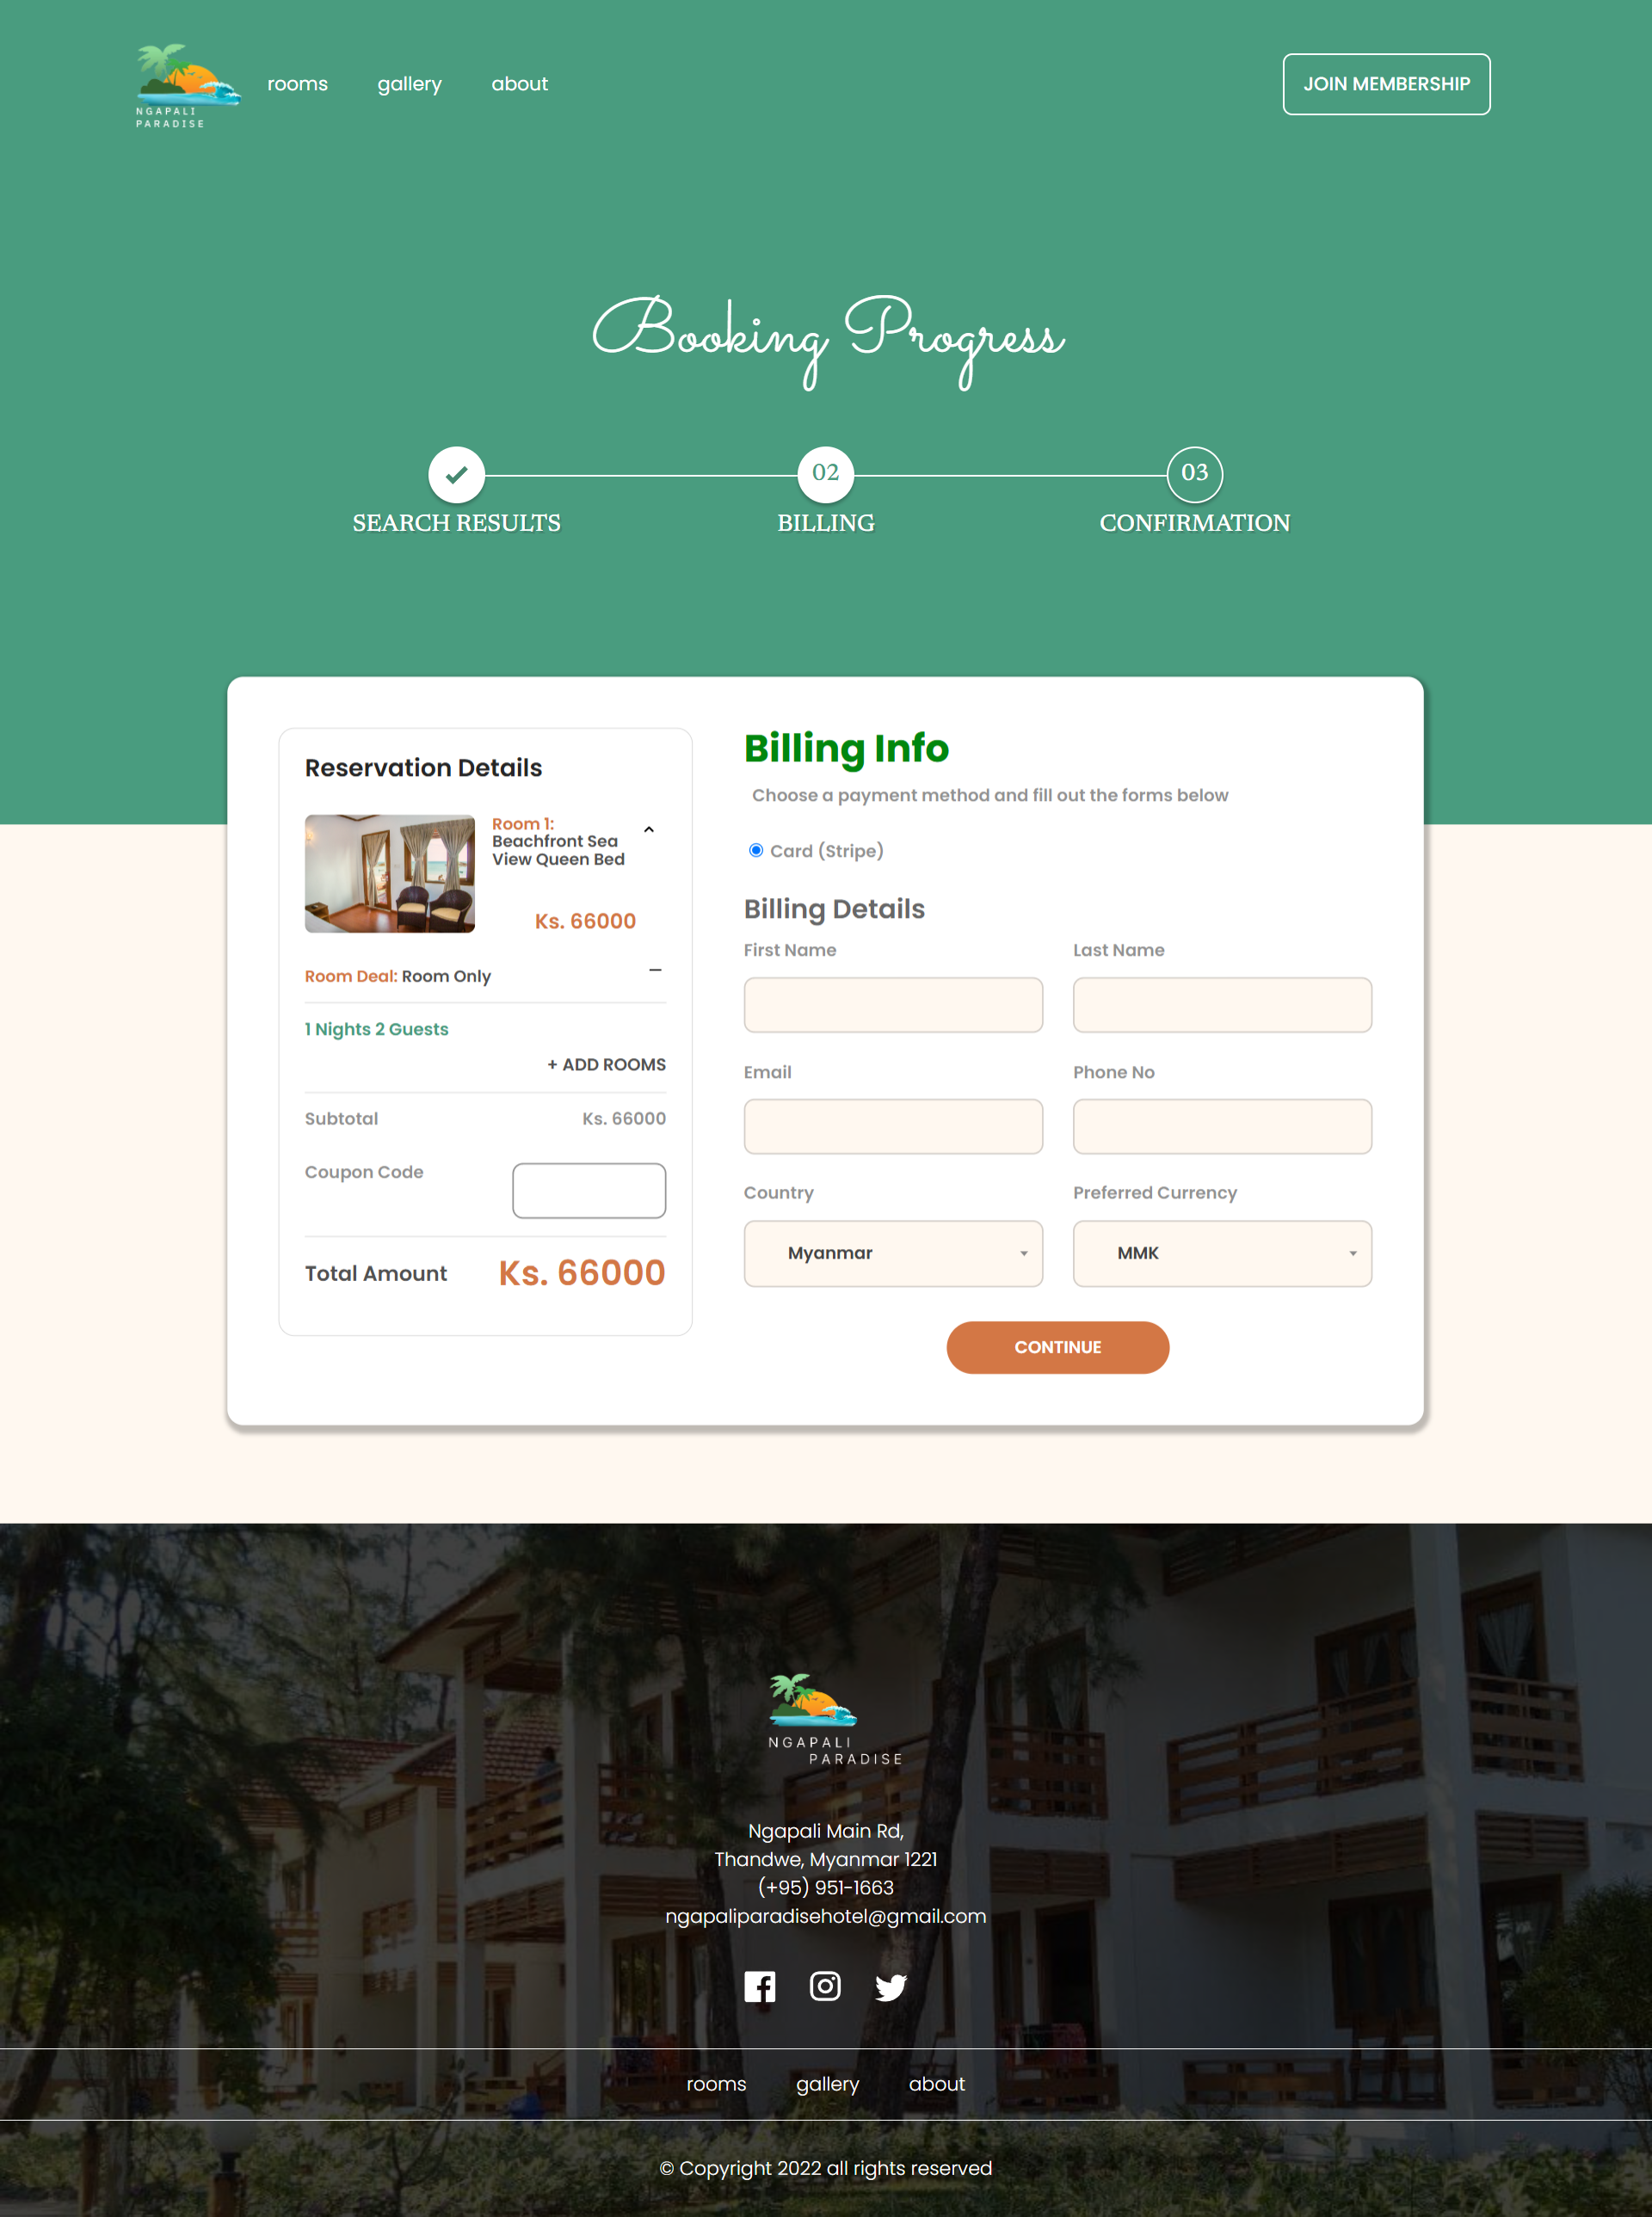 NGAPALI
PARADISE
rooms gallery about
JOIN MEMBERSHIP
Booking Progress
02
03
SEARCH RESULTS
BILLING
CONFIRMATION
Reservation Details
Room 1:
Beachfront Sea
View Queen Bed
Ks. 66000
Room Deal: Room Only
1 Nights 2 Guests
+ ADD ROOMS
Subtotal Ks. 66000
Coupon Code
Total Amount Ks. 66000
Billing Info
Choose a payment method and fill out the forms below
Card (Stripe)
Billing Details
First Name Last Name
Email Phone No
Country Preferred Currency
Myanmar MMK
CONTINUE
NGAPALI
PARADISE
Ngapali Main Rd,
Thandwe, Myanmar 1221
(+95) 951-1663
ngapaliparadisehotel@gmail.com
rooms gallery about
© Copyright 2022 all rights reserved